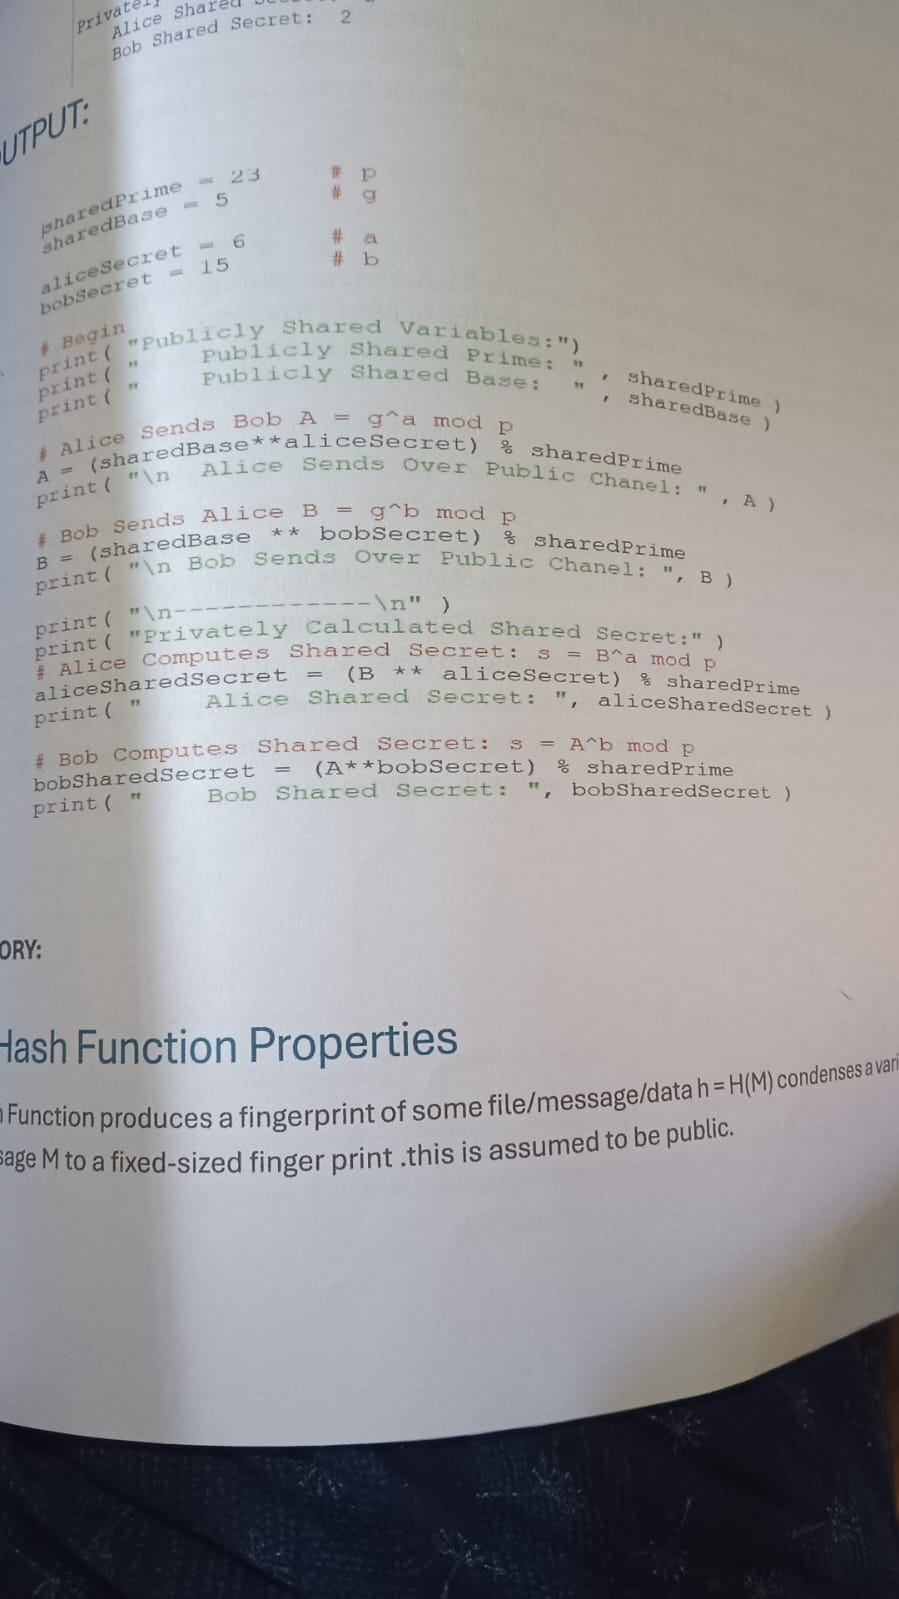 Privately
Alice Shared
Bob Shared Secret:  2
UTPUT:
sharedPrime = 23    # p
sharedBase = 5      # g
aliceSecret = 6     # a
bobSecret = 15      # b
# Begin
print( "Publicly Shared Variables:")
print( "    Publicly Shared Prime: " , sharedPrime )
print( "    Publicly Shared Base:  " , sharedBase )
# Alice Sends Bob A = g^a mod p
A = (sharedBase**aliceSecret) % sharedPrime
print( "\n  Alice Sends Over Public Chanel: " , A )
# Bob Sends Alice B = g^b mod p
B = (sharedBase ** bobSecret) % sharedPrime
print( "\n Bob Sends Over Public Chanel: ", B )
print( "\n------------\n" )
print( "Privately Calculated Shared Secret:" )
# Alice Computes Shared Secret: s = B^a mod p
aliceSharedSecret = (B ** aliceSecret) % sharedPrime
print( "    Alice Shared Secret: ", aliceSharedSecret )
# Bob Computes Shared Secret: s = A^b mod p
bobSharedSecret = (A**bobSecret) % sharedPrime
print( "    Bob Shared Secret: ", bobSharedSecret )
ORY:
Hash Function Properties
Function produces a fingerprint of some file/message/data h = H(M) condenses a vari
sage M to a fixed-sized finger print .this is assumed to be public.